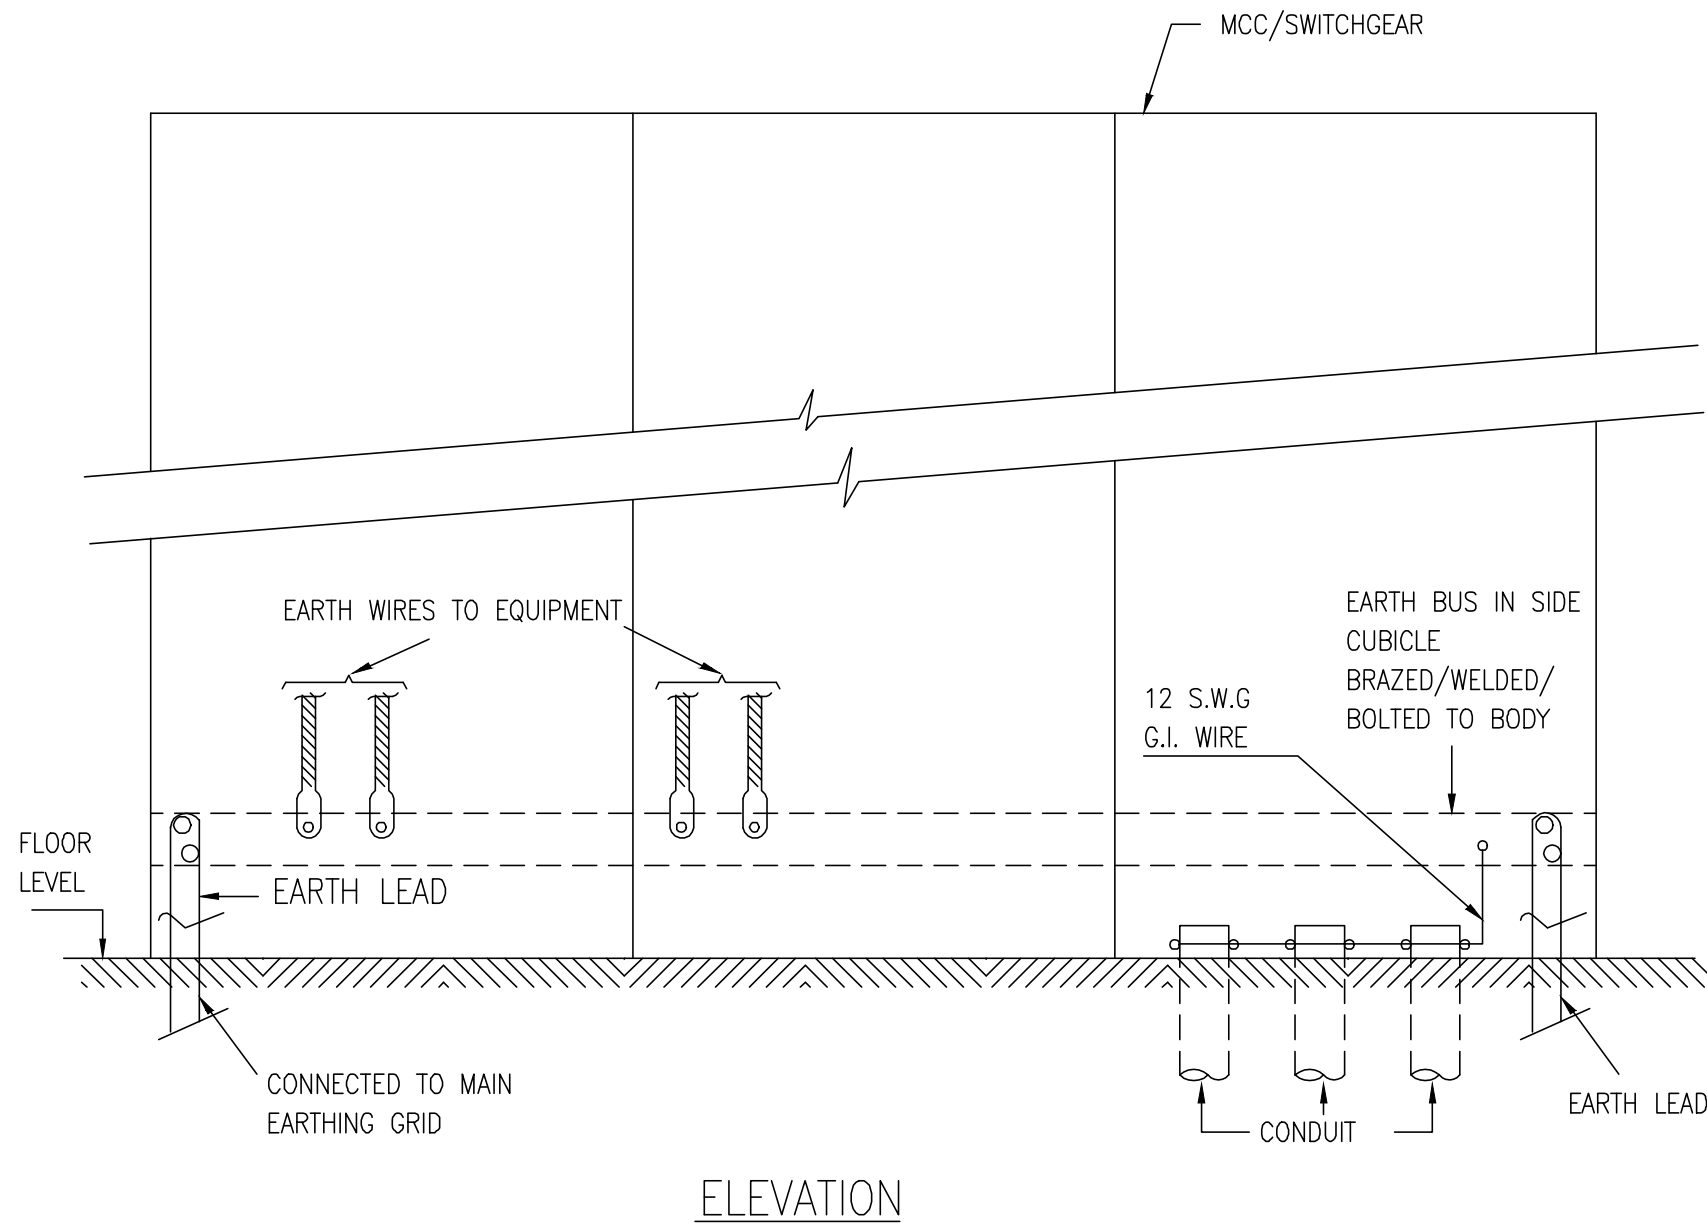 MCC/SWITCHGEAR
EARTH WIRES TO EQUIPMENT
EARTH BUS IN SIDE
CUBICLE
BRAZED/WELDED/
BOLTED TO BODY
12 S.W.G
G.I. WIRE
FLOOR
LEVEL
EARTH LEAD
CONNECTED TO MAIN
EARTHING GRID
CONDUIT
EARTH LEAD
ELEVATION